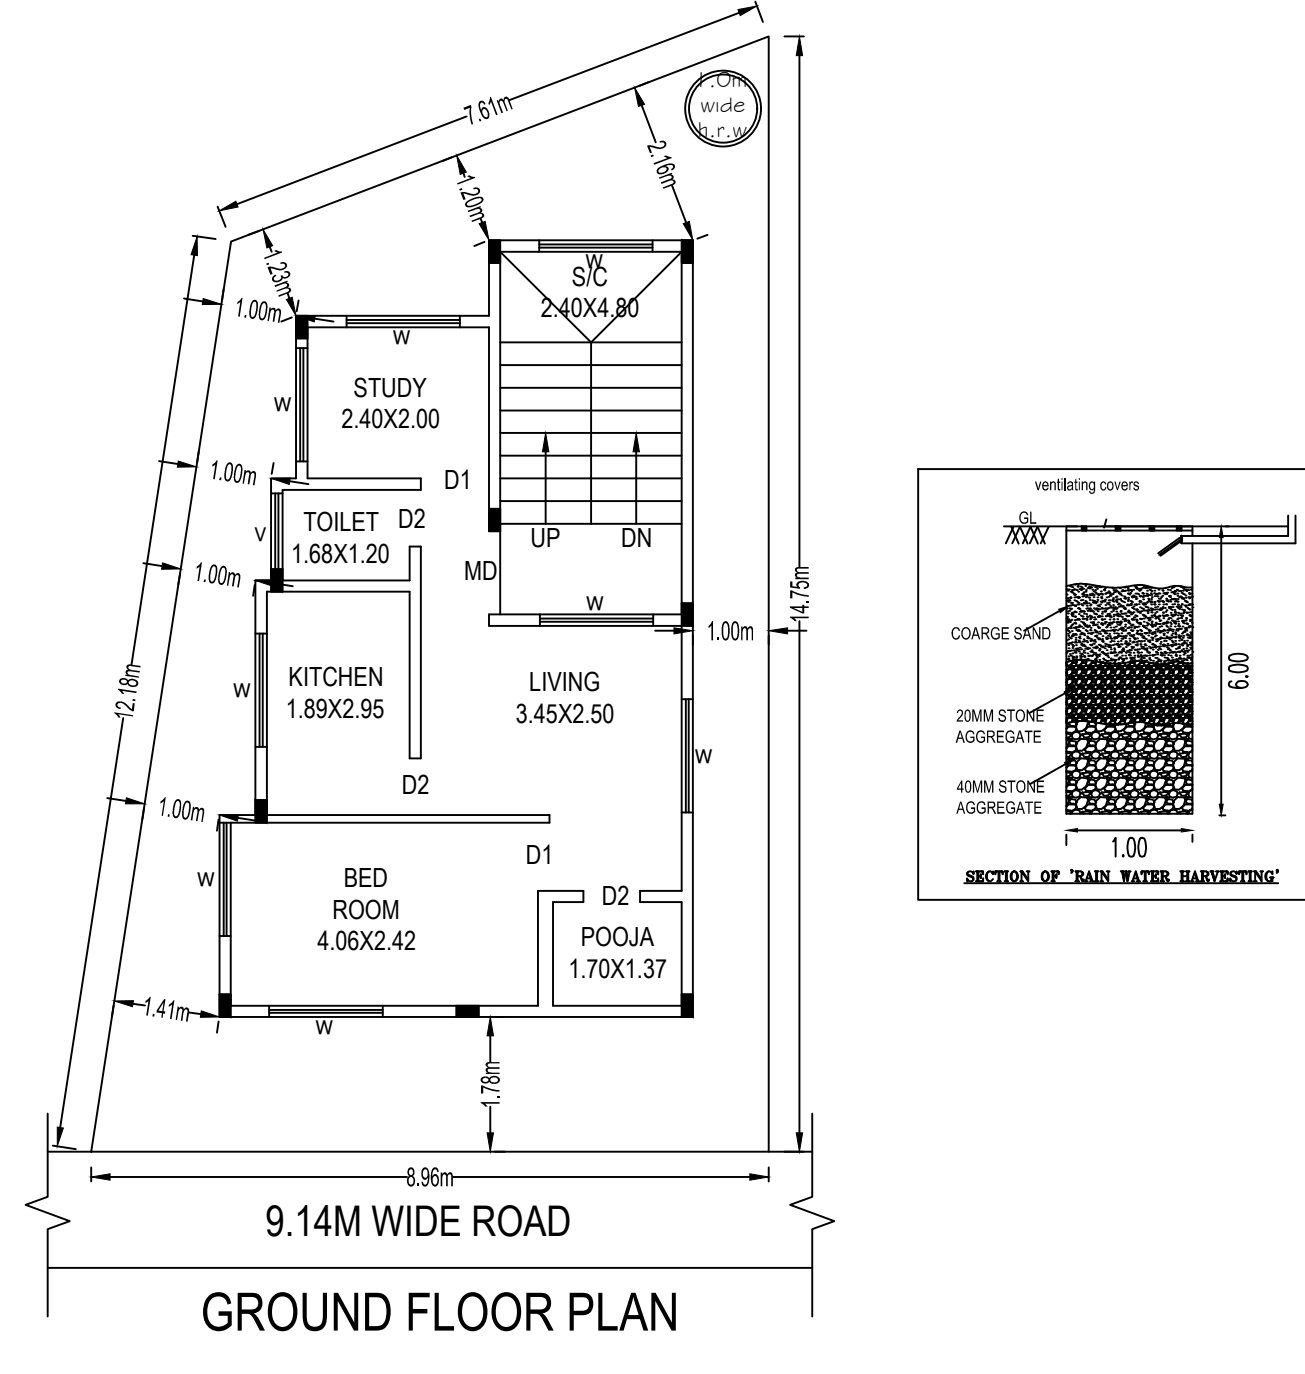 7.61m
1.0m
wide
h.r.w
2.16m
1.20m
1.23m
1.00m
W
S/C
2.40X4.80
W
STUDY
2.40X2.00
W
1.00m
D1
TOILET
1.68X1.20
D2
V
UP
DN
MD
1.00m
W
14.75m
1.00m
KITCHEN
1.89X2.95
W
LIVING
3.45X2.50
12.18m
W
D2
1.00m
D1
W
BED
ROOM
4.06X2.42
D2
POOJA
1.70X1.37
1.41m
W
1.78m
8.96m
9.14M WIDE ROAD
GROUND FLOOR PLAN
ventilating covers
GL
COARGE SAND
20MM STONE
AGGREGATE
40MM STONE
AGGREGATE
6.00
1.00
SECTION OF 'RAIN WATER HARVESTING'